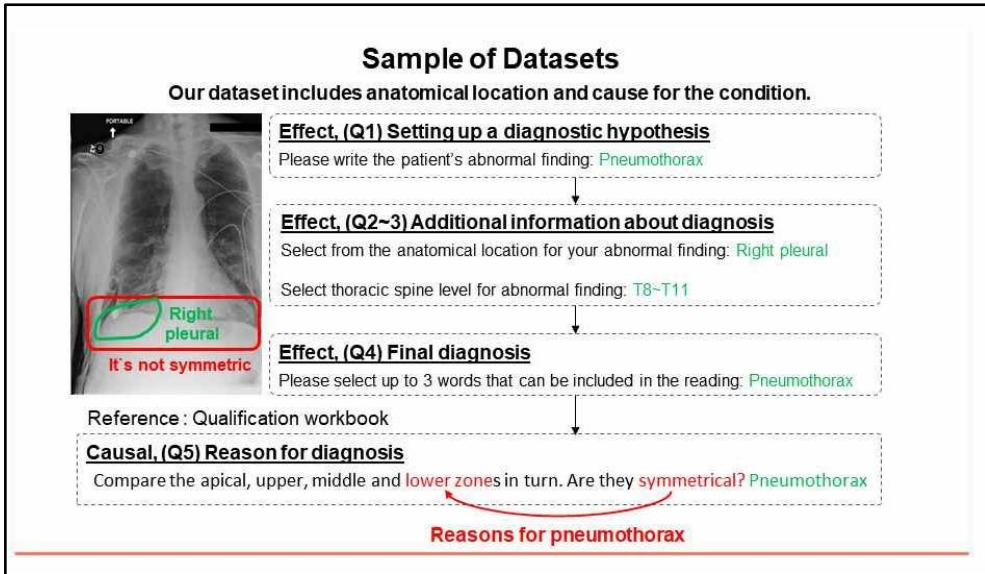 Sample of Datasets
Our dataset includes anatomical location and cause for the condition.
PORTABLE
Right
pleural
It`s not symmetric
Effect, (Q1) Setting up a diagnostic hypothesis
Please write the patient's abnormal finding: Pneumothorax
Effect, (Q2~3) Additional information about diagnosis
Select from the anatomical location for your abnormal finding: Right pleural
Select thoracic spine level for abnormal finding: T8~T11
Effect, (Q4) Final diagnosis
Please select up to 3 words that can be included in the reading: Pneumothorax
Reference : Qualification workbook
Causal, (Q5) Reason for diagnosis
Compare the apical, upper, middle and lower zones in turn. Are they symmetrical? Pneumothorax
Reasons for pneumothorax